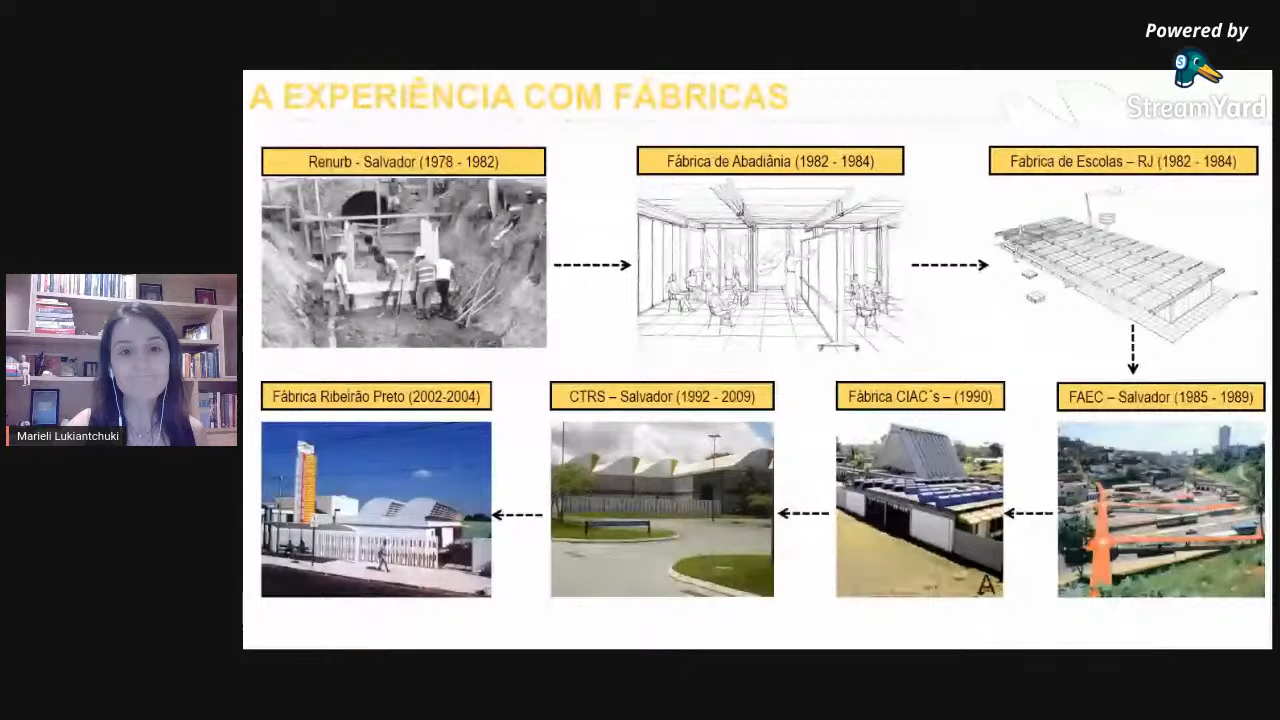 Powered by
StreamYard
A EXPERIÊNCIA COM FÁBRICAS
Renurb - Salvador (1978 - 1982)
Fábrica de Abadiânia (1982 - 1984)
Fabrica de Escolas – RJ (1982 - 1984)
Fábrica Ribeirão Preto (2002-2004)
CTRS – Salvador (1992 - 2009)
Fábrica CIAC´s – (1990)
FAEC – Salvador (1985 - 1989)
A
Marieli Lukiantchuki